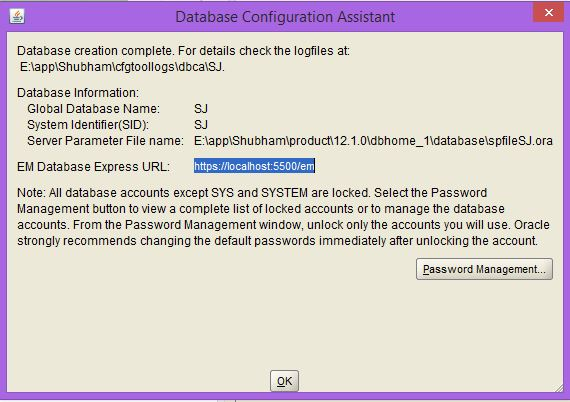 Database Configuration Assistant
Database creation complete. For details check the logfiles at:
E:\app\Shubham\cfgtoollogs\dbca\SJ.
Database Information:
Global Database Name: SJ
System Identifier(SID): SJ
Server Parameter File name: E:\app\Shubham\product\12.1.0\dbhome_1\database\spfileSJ.ora
EM Database Express URL: https://localhost:5500/em
Note: All database accounts except SYS and SYSTEM are locked. Select the Password
Management button to view a complete list of locked accounts or to manage the database
accounts. From the Password Management window, unlock only the accounts you will use. Oracle
strongly recommends changing the default passwords immediately after unlocking the account.
Password Management...
OK